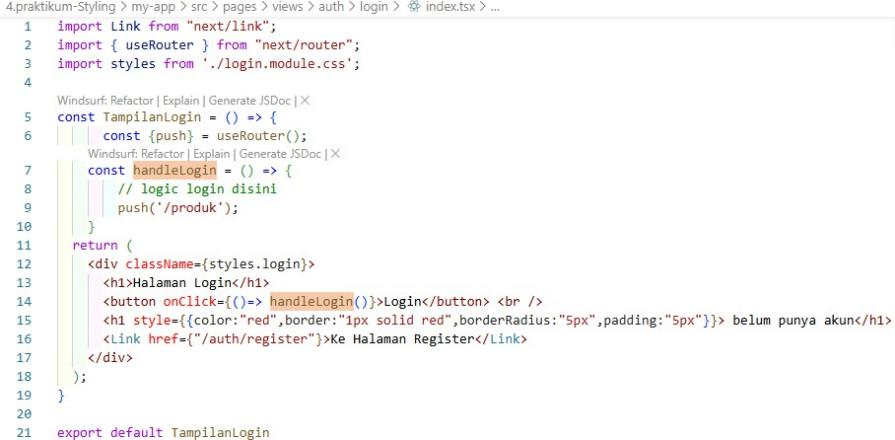 4.praktikum-Styling > my-app > src > pages > views > auth > login > index.tsx > ...
1 import Link from "next/link";
2 import { useRouter } from "next/router";
3 import styles from './login.module.css';
4
Windsurf: Refactor | Explain | Generate JSDoc | ×
5 const TampilanLogin = () => {
6 const {push} = useRouter();
Windsurf: Refactor | Explain | Generate JSDoc | ×
7 const handleLogin = () => {
8 // logic login disini
9 push('/produk');
10 }
11 return (
12 <div className={styles.login}>
13 <h1>Halaman Login</h1>
14 <button onClick={()=> handleLogin()}>Login</button> <br />
15 <h1 style={{color:"red",border:"1px solid red",borderRadius:"5px",padding:"5px"}}> belum punya akun</h1>
16 <Link href={"/auth/register"}>Ke Halaman Register</Link>
17 </div>
18 );
19 }
20
21 export default TampilanLogin